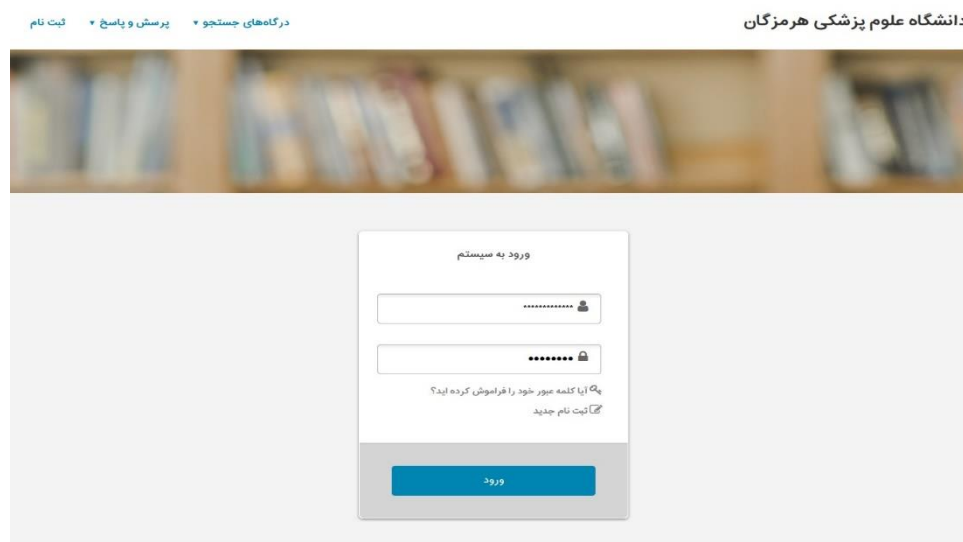 دانشگاه علوم پزشکی هرمزگان
درگاه‌های جستجو ▾ پرسش و پاسخ ▾ ثبت نام
ورود به سیستم
*************
••••••••
آیا کلمه عبور خود را فراموش کرده اید؟
ثبت نام جدید
ورود